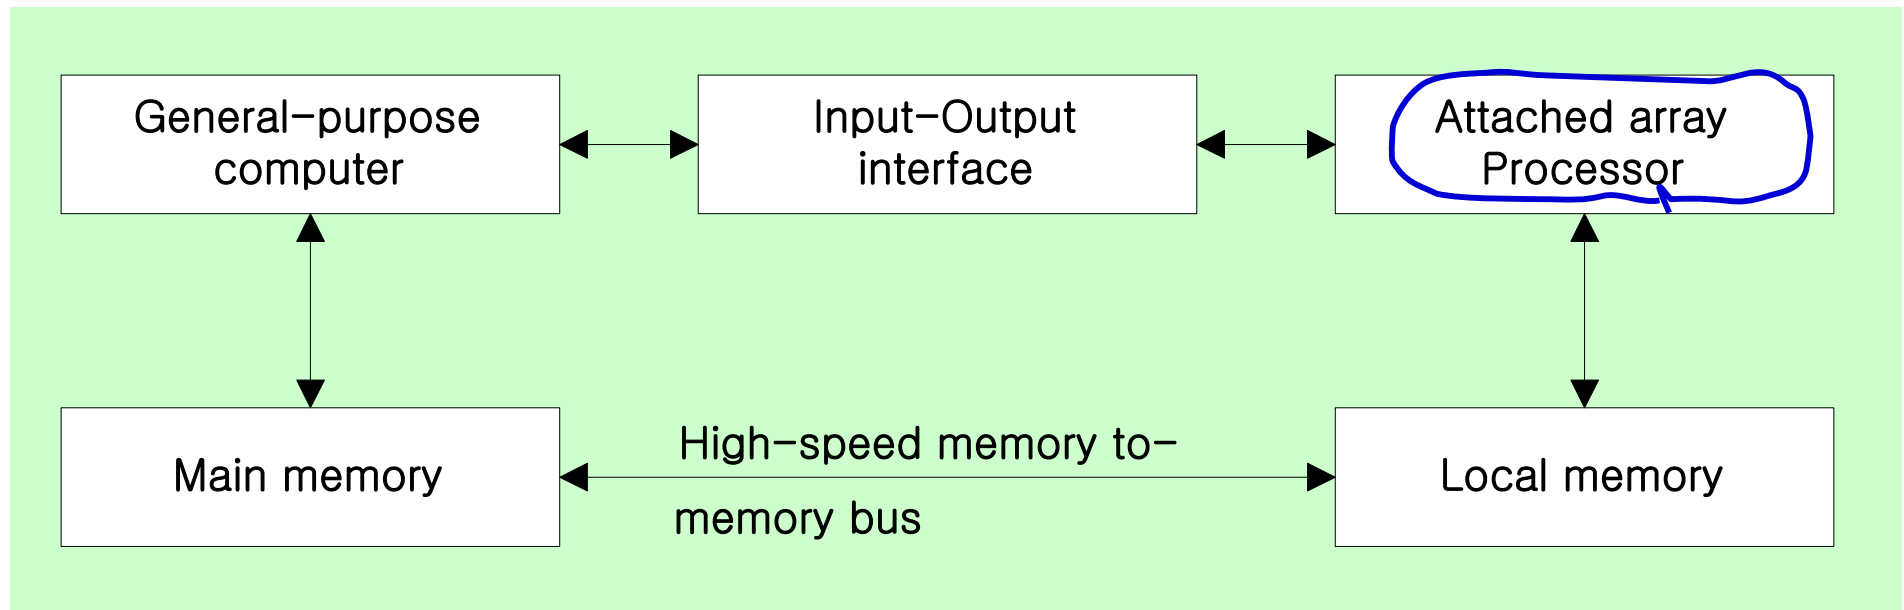 General-purpose
computer
Input-Output
interface
Attached array
Processor
Main memory
High-speed memory to-
memory bus
Local memory